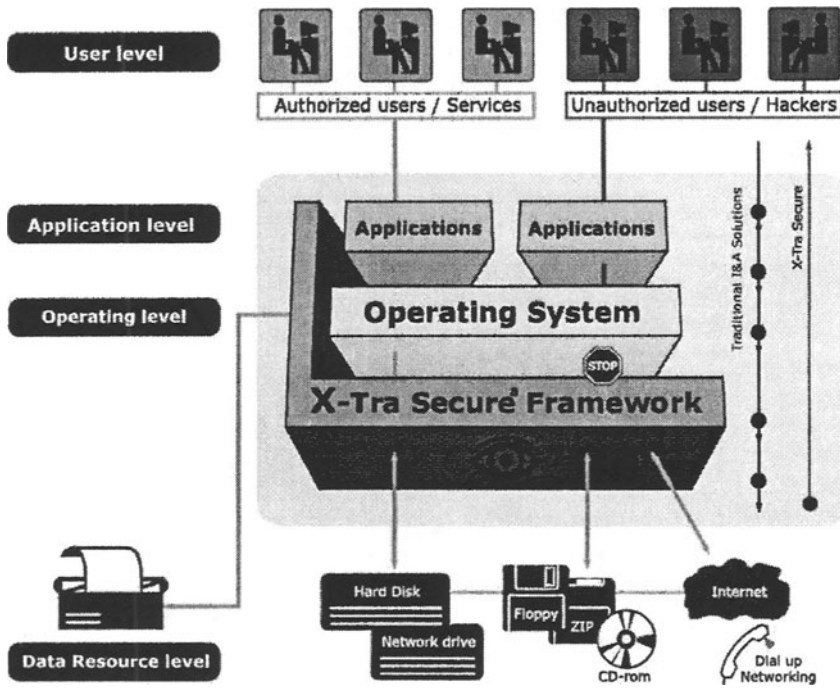 User level
Authorized users / Services
Unauthorized users / Hackers
Application level
Applications
Applications
Traditional I&A Solutions
X-Tra Secure
Operating level
Operating System
STOP
X-Tra Secure² Framework
Hard Disk
Network drive
Floppy
ZIP
CD-rom
Internet
Dial up
Networking
Data Resource level